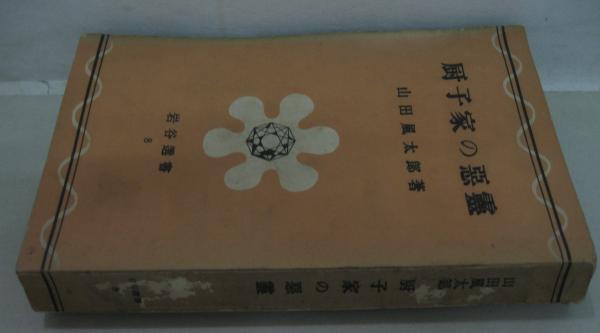 厨子家の惡靈
山田風太郎著
岩谷選書
8
山田風太郎 厨子家の惡靈